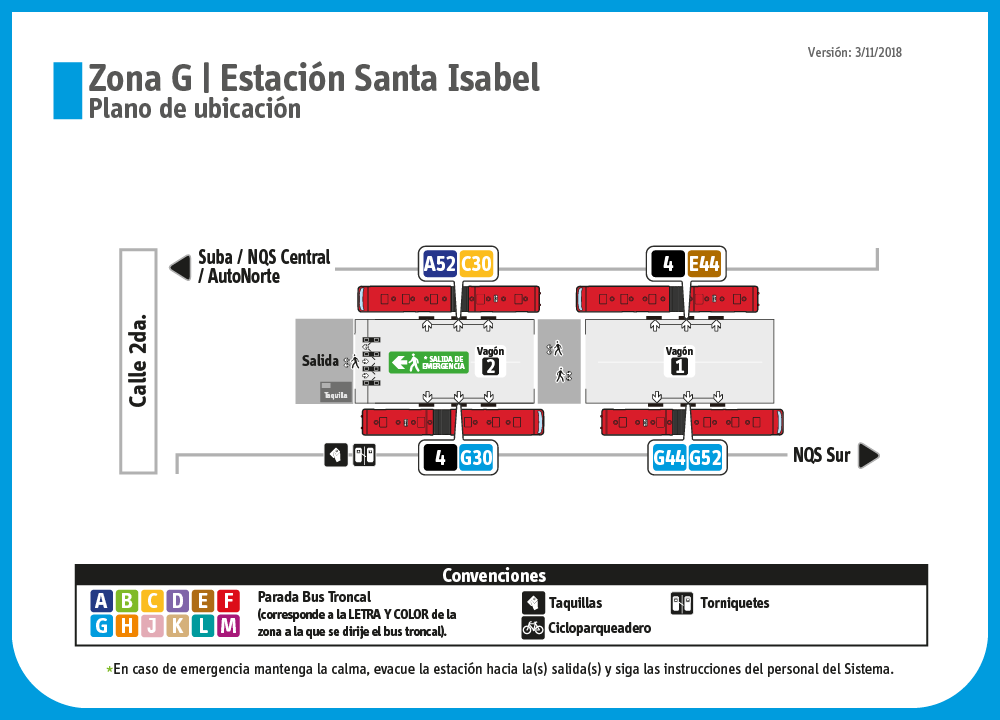 Versión: 3/11/2018
Zona G | Estación Santa Isabel
Plano de ubicación
Suba / NQS Central
/ AutoNorte
A52 C30
4 E44
Calle 2da.
Salida
* SALIDA DE
EMERGENCIA
Vagón
2
Vagón
1
Taquilla
4 G30
G44 G52
NQS Sur
Convenciones
A B C D E F
G H J K L M
Parada Bus Troncal
(corresponde a la LETRA Y COLOR de la
zona a la que se dirije el bus troncal).
Taquillas
Torniquetes
Cicloparqueadero
*En caso de emergencia mantenga la calma, evacue la estación hacia la(s) salida(s) y siga las instrucciones del personal del Sistema.